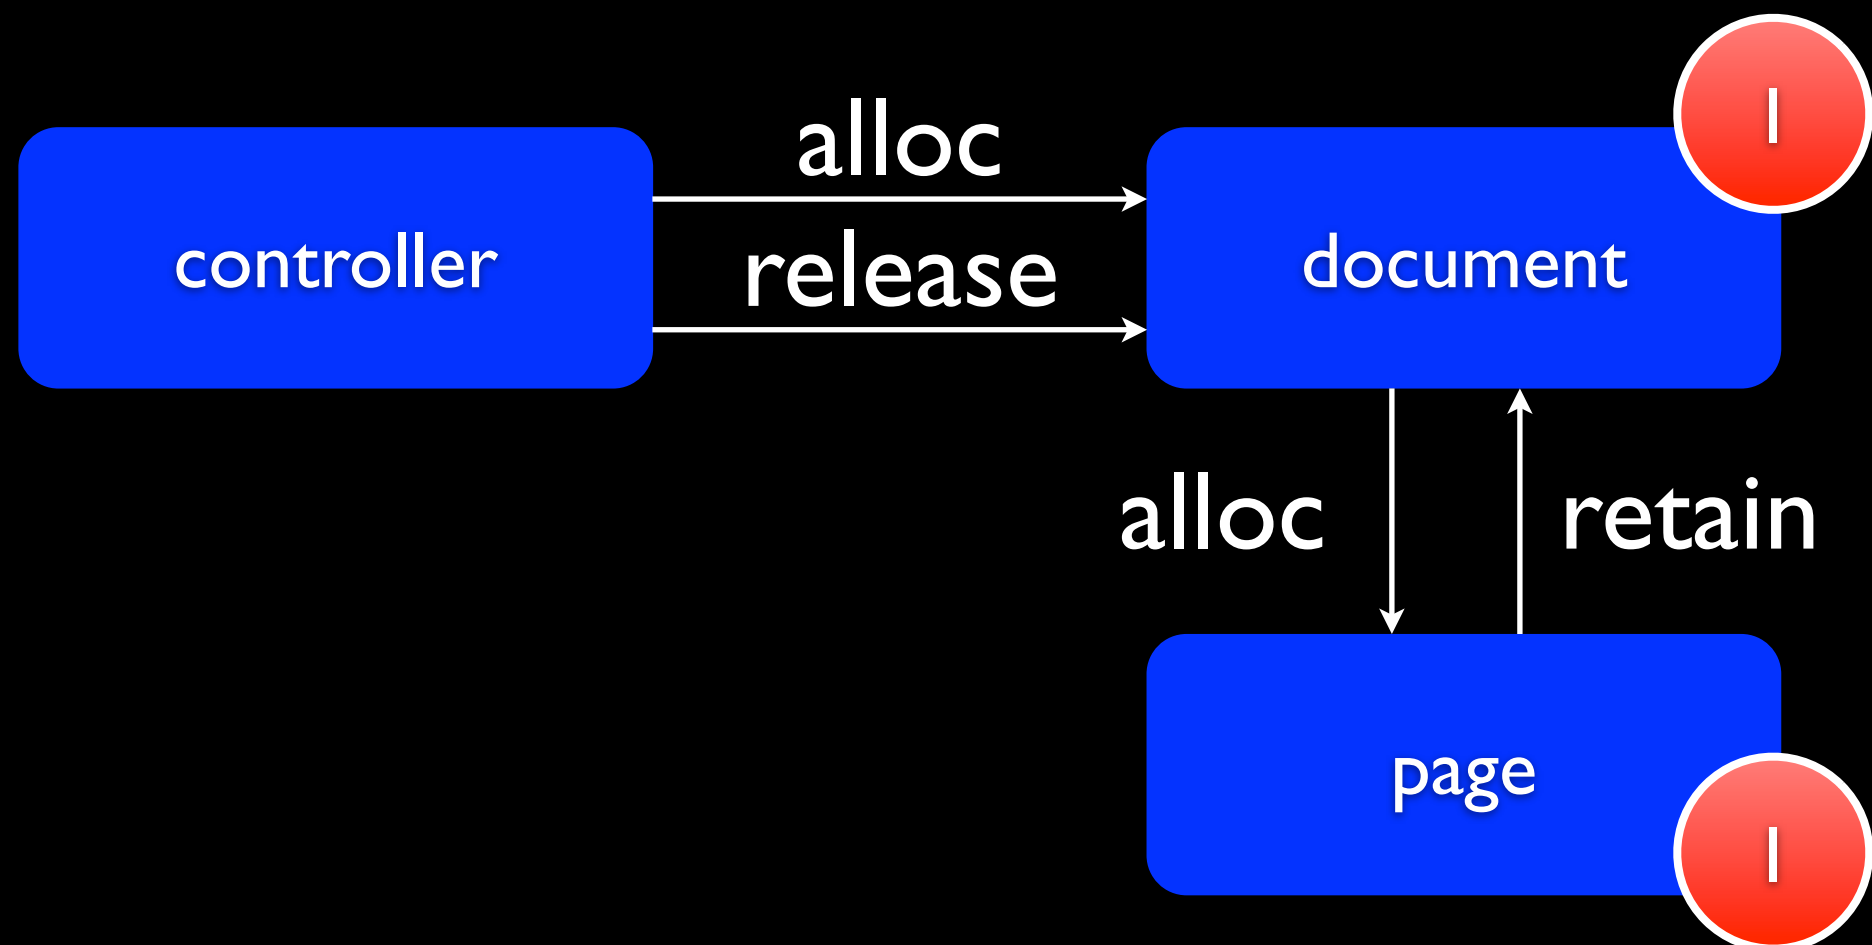 alloc
1
controller
release
document
alloc
retain
page
1